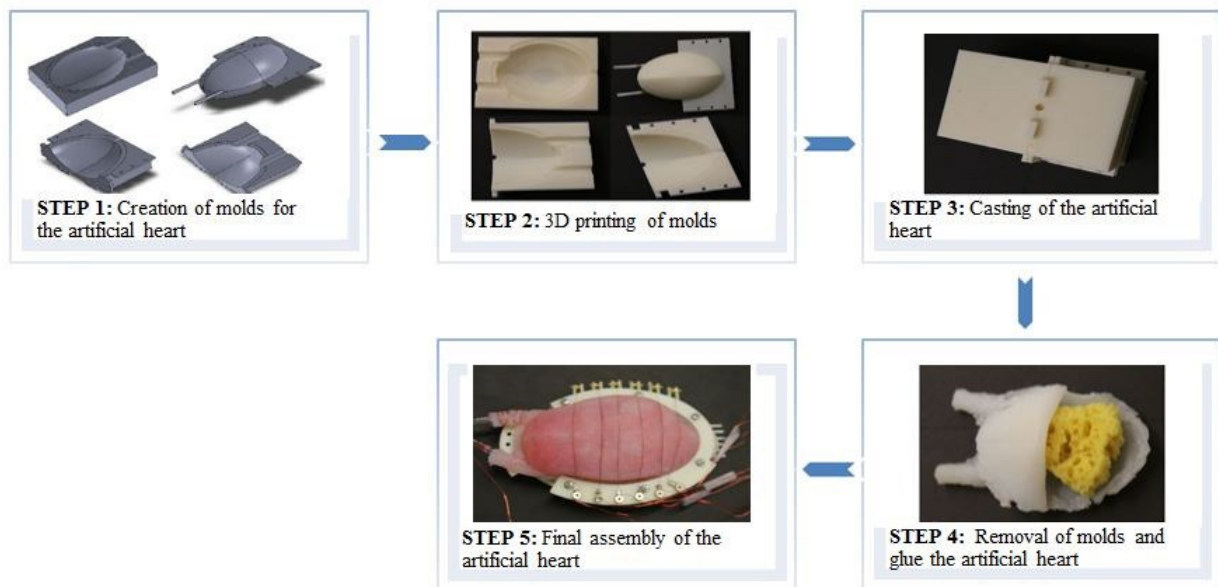 STEP 1: Creation of molds for
the artificial heart
STEP 2: 3D printing of molds
STEP 3: Casting of the artificial
heart
STEP 4: Removal of molds and
glue the artificial heart
STEP 5: Final assembly of the
artificial heart